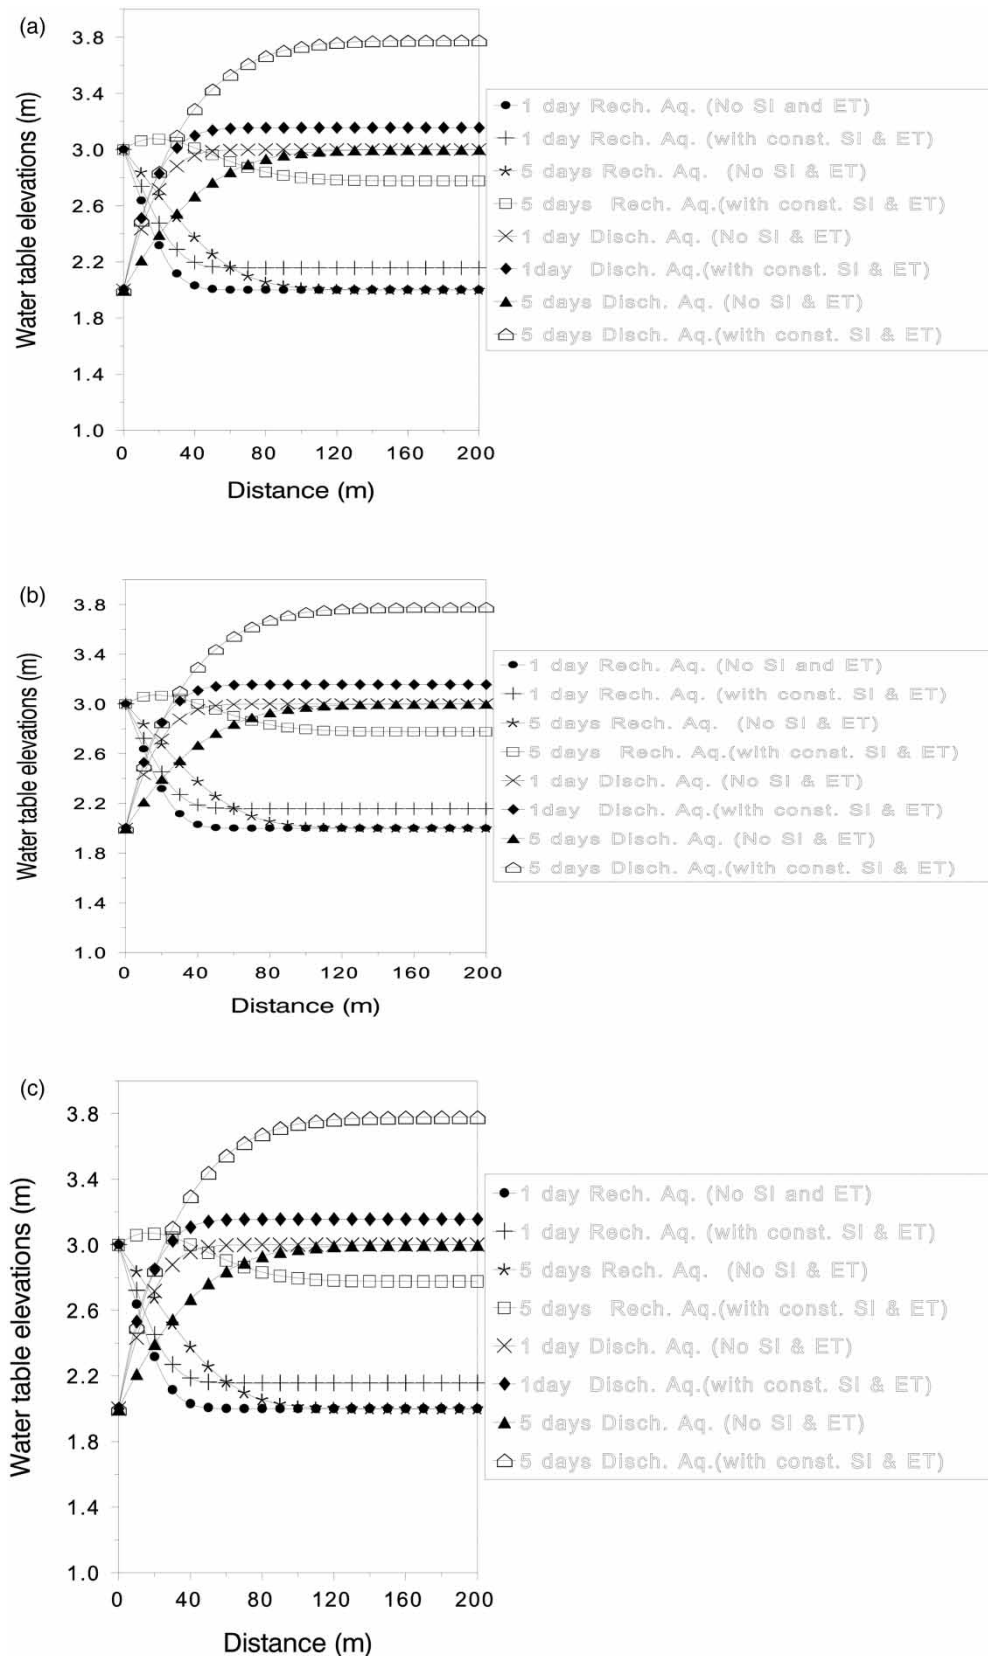 (a)
Water table elevations (m)
3.8
3.4
3.0
2.6
2.2
1.8
1.4
1.0
0 40 80 120 160 200
Distance (m)
1 day Rech. Aq. (No SI and ET)
1 day Rech. Aq. (with const. SI & ET)
5 days Rech. Aq. (No SI & ET)
5 days Rech. Aq.(with const. SI & ET)
1 day Disch. Aq. (No SI & ET)
1day Disch. Aq.(with const. SI & ET)
5 days Disch. Aq. (No SI & ET)
5 days Disch. Aq.(with const. SI & ET)
(b)
Water table elevations (m)
3.8
3.4
3.0
2.6
2.2
1.8
1.4
1.0
0 40 80 120 160 200
Distance (m)
1 day Rech. Aq. (No SI and ET)
1 day Rech. Aq. (with const. SI & ET)
5 days Rech. Aq. (No SI & ET)
5 days Rech. Aq.(with const. SI & ET)
1 day Disch. Aq. (No SI & ET)
1day Disch. Aq.(with const. SI & ET)
5 days Disch. Aq. (No SI & ET)
5 days Disch. Aq.(with const. SI & ET)
(c)
Water table elevations (m)
3.8
3.4
3.0
2.6
2.2
1.8
1.4
1.0
0 40 80 120 160 200
Distance (m)
1 day Rech. Aq. (No SI and ET)
1 day Rech. Aq. (with const. SI & ET)
5 days Rech. Aq. (No SI & ET)
5 days Rech. Aq.(with const. SI & ET)
1 day Disch. Aq. (No SI & ET)
1day Disch. Aq.(with const. SI & ET)
5 days Disch. Aq. (No SI & ET)
5 days Disch. Aq.(with const. SI & ET)